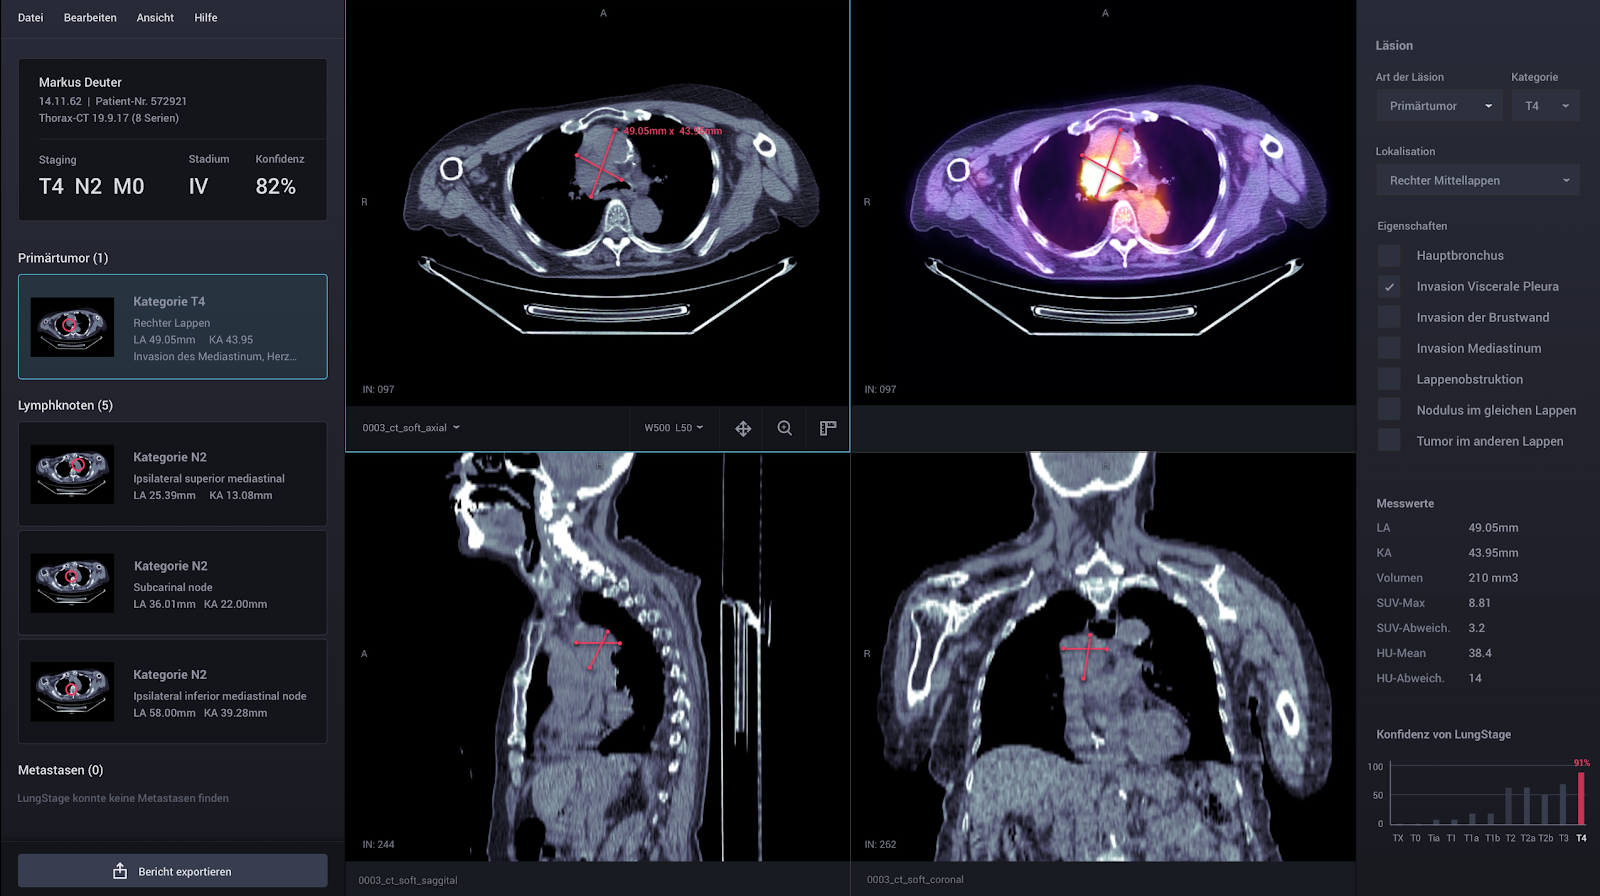 Datei Bearbeiten Ansicht Hilfe
Markus Deuter
14.11.62 | Patient-Nr. 572921
Thorax-CT 19.9.17 (8 Serien)
Staging Stadium Konfidenz
T4 N2 M0 IV 82%
Primärtumor (1)
Kategorie T4
Rechter Lappen
LA 49.05mm KA 43.95
Invasion des Mediastinum, Herz...
Lymphknoten (5)
Kategorie N2
Ipsilateral superior mediastinal
LA 25.39mm KA 13.08mm
Kategorie N2
Subcarinal node
LA 36.01mm KA 22.00mm
Kategorie N2
Ipsilateral inferior mediastinal node
LA 58.00mm KA 39.28mm
Metastasen (0)
LungStage konnte keine Metastasen finden
Bericht exportieren
A
49.05mm x 43.95mm
R
IN: 097
0003_ct_soft_axial
W500 L50
A
R
IN: 097
H
A
IN: 244
0003_ct_soft_saggital
H
R
IN: 262
0003_ct_soft_coronal
Läsion
Art der Läsion Kategorie
Primärtumor T4
Lokalisation
Rechter Mittellappen
Eigenschaften
Hauptbronchus
Invasion Viscerale Pleura
Invasion der Brustwand
Invasion Mediastinum
Lappenobstruktion
Nodulus im gleichen Lappen
Tumor im anderen Lappen
Messwerte
LA 49.05mm
KA 43.95mm
Volumen 210 mm3
SUV-Max 8.81
SUV-Abweich. 3.2
HU-Mean 38.4
HU-Abweich. 14
Konfidenz von LungStage
91%
100
50
0
TX T0 Tia T1 T1a T1b T2 T2a T2b T3 T4